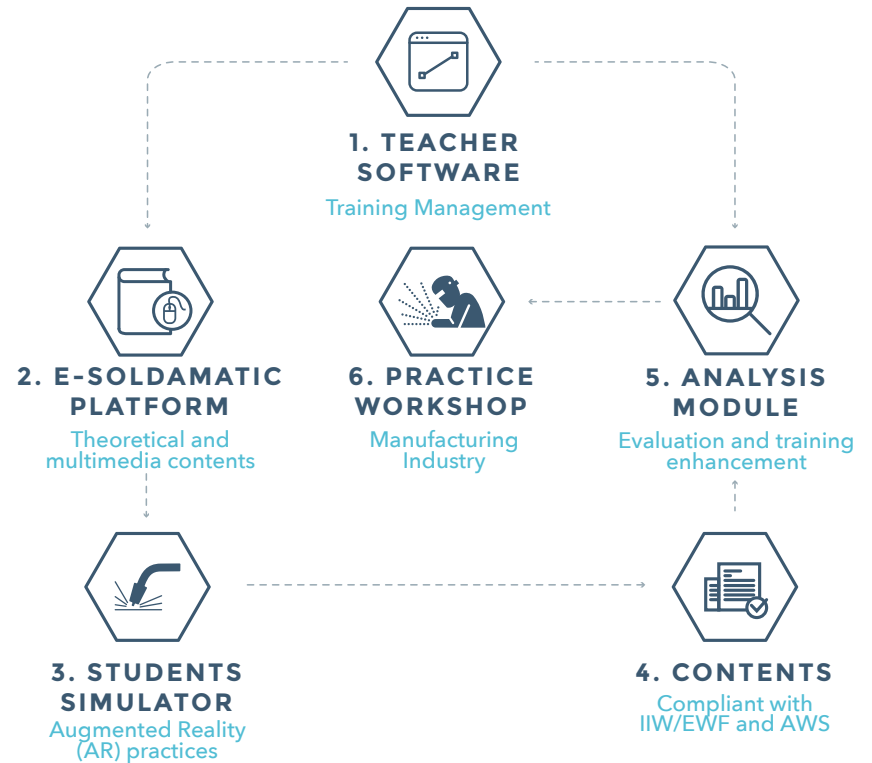 1. TEACHER
SOFTWARE
Training Management
2. E-SOLDAMATIC
PLATFORM
Theoretical and
multimedia contents
6. PRACTICE
WORKSHOP
Manufacturing
Industry
5. ANALYSIS
MODULE
Evaluation and training
enhancement
3. STUDENTS
SIMULATOR
Augmented Reality
(AR) practices
4. CONTENTS
Compliant with
IIW/EWF and AWS